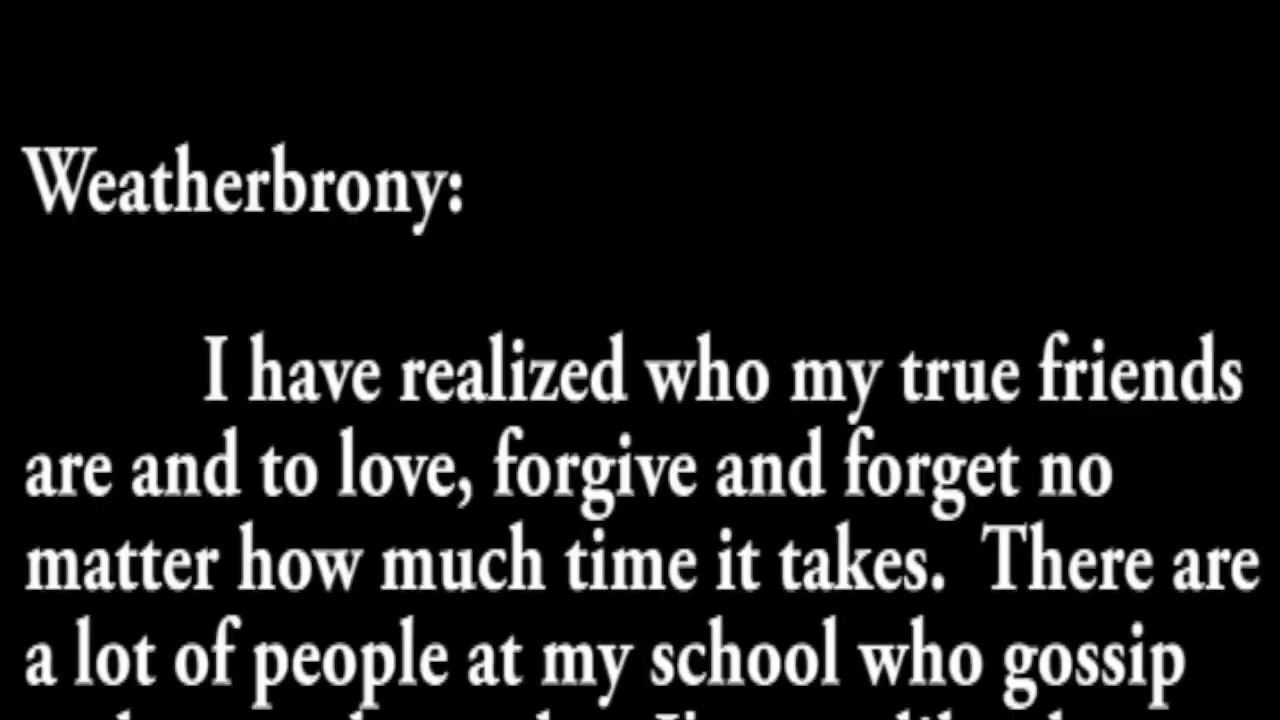 Weatherbrony:
I have realized who my true friends
are and to love, forgive and forget no
matter how much time it takes.  There are
a lot of people at my school who gossip